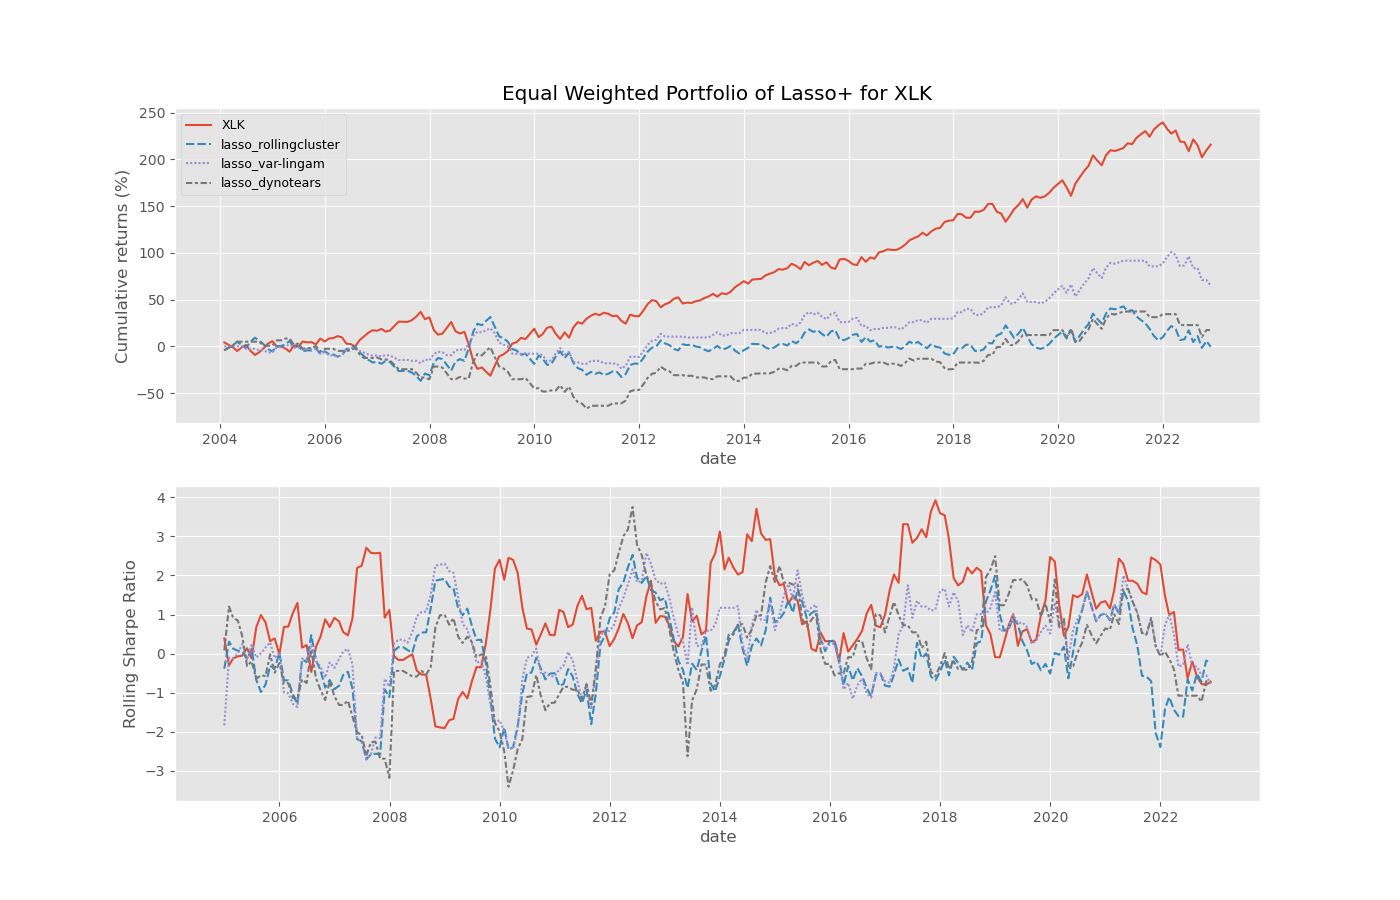 Equal Weighted Portfolio of Lasso+ for XLK
250
200
150
100
50
0
−50
Cumulative returns (%)
XLK
lasso_rollingcluster
lasso_var-lingam
lasso_dynotears
2004 2006 2008 2010 2012 2014 2016 2018 2020 2022
date
4
3
2
1
0
−1
−2
−3
Rolling Sharpe Ratio
2006 2008 2010 2012 2014 2016 2018 2020 2022
date